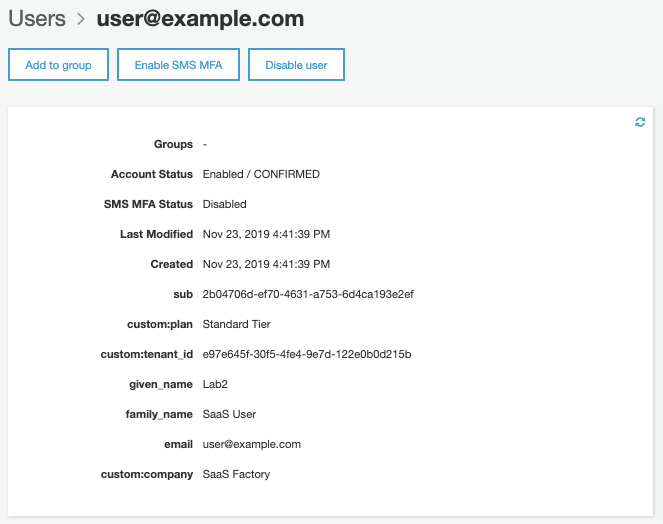 Users > user@example.com
Add to group Enable SMS MFA Disable user
Groups -
Account Status Enabled / CONFIRMED
SMS MFA Status Disabled
Last Modified Nov 23, 2019 4:41:39 PM
Created Nov 23, 2019 4:41:39 PM
sub 2b04706d-ef70-4631-a753-6d4ca193e2ef
custom:plan Standard Tier
custom:tenant_id e97e645f-30f5-4fe4-9e7d-122e0b0d215b
given_name Lab2
family_name SaaS User
email user@example.com
custom:company SaaS Factory